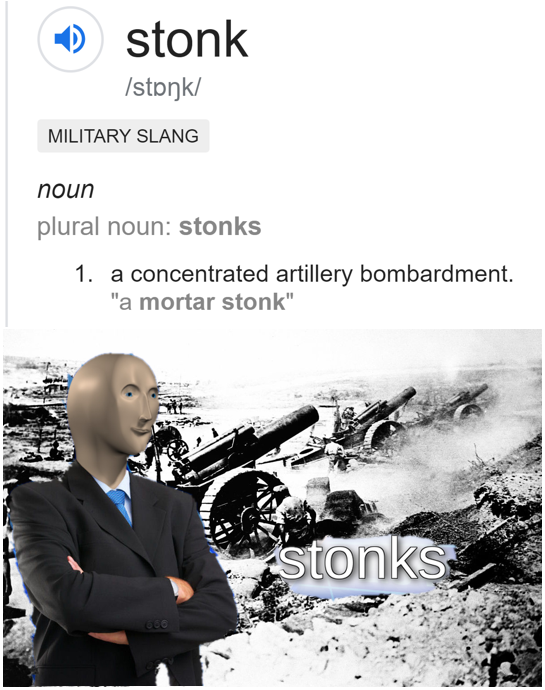 stonk
/stɒŋk/
MILITARY SLANG
noun
plural noun: stonks
1. a concentrated artillery bombardment.
"a mortar stonk"
stonks